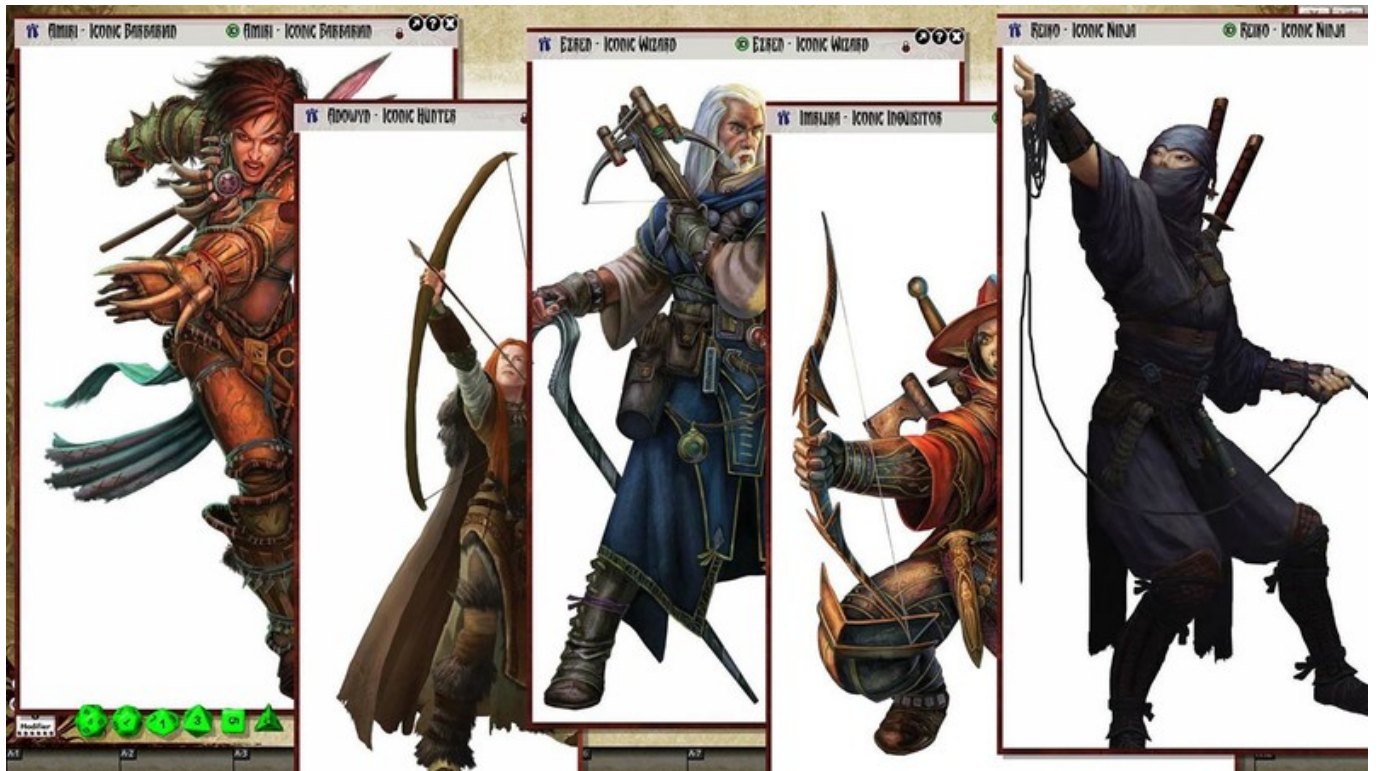 Amiri - Iconic Barbarian
Amiri - Iconic Barbarian
Adowyn - Iconic Hunter
Ezren - Iconic Wizard
Ezren - Iconic Wizard
Imrijka - Iconic Inquisitor
Reiko - Iconic Ninja
Reiko - Iconic Ninja
Modifier
A-1
A-2
A-3
A-7